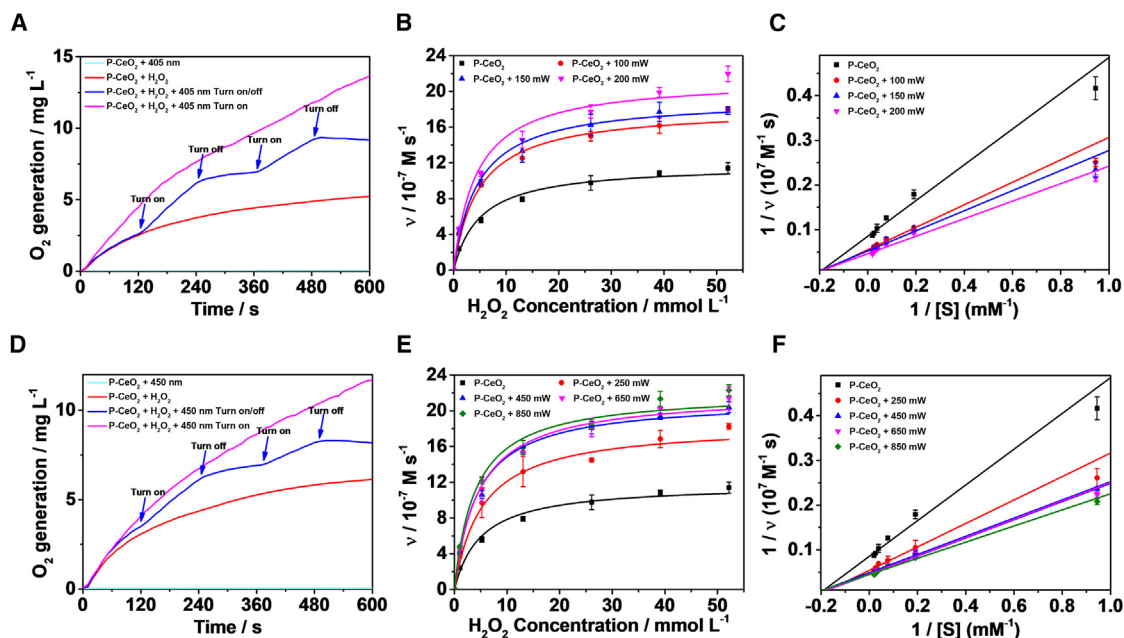 A
P-CeO₂ + 405 nm
P-CeO₂ + H₂O₂
P-CeO₂ + H₂O₂ + 405 nm Turn on/off
P-CeO₂ + H₂O₂ + 405 nm Turn on
Turn on
Turn off
Turn on
Turn off
15
10
5
0
0 120 240 360 480 600
O₂ generation / mg L⁻¹
Time / s
B
P-CeO₂
P-CeO₂ + 100 mW
P-CeO₂ + 150 mW
P-CeO₂ + 200 mW
24
20
16
12
8
4
0
0 10 20 30 40 50
ν / 10⁻⁷ M s⁻¹
H₂O₂ Concentration / mmol L⁻¹
C
P-CeO₂
P-CeO₂ + 100 mW
P-CeO₂ + 150 mW
P-CeO₂ + 200 mW
0.4
0.3
0.2
0.1
-0.2 0.0 0.2 0.4 0.6 0.8 1.0
1 / ν (10⁷ M⁻¹ s)
1 / [S] (mM⁻¹)
D
P-CeO₂ + 450 nm
P-CeO₂ + H₂O₂
P-CeO₂ + H₂O₂ + 450 nm Turn on/off
P-CeO₂ + H₂O₂ + 450 nm Turn on
Turn on
Turn off
Turn on
Turn off
10
5
0
0 120 240 360 480 600
O₂ generation / mg L⁻¹
Time / s
E
P-CeO₂
P-CeO₂ + 250 mW
P-CeO₂ + 450 mW
P-CeO₂ + 650 mW
P-CeO₂ + 850 mW
24
20
16
12
8
4
0
0 10 20 30 40 50
ν / 10⁻⁷ M s⁻¹
H₂O₂ Concentration / mmol L⁻¹
F
P-CeO₂
P-CeO₂ + 250 mW
P-CeO₂ + 450 mW
P-CeO₂ + 650 mW
P-CeO₂ + 850 mW
0.4
0.3
0.2
0.1
-0.2 0.0 0.2 0.4 0.6 0.8 1.0
1 / ν (10⁷ M⁻¹ s)
1 / [S] (mM⁻¹)